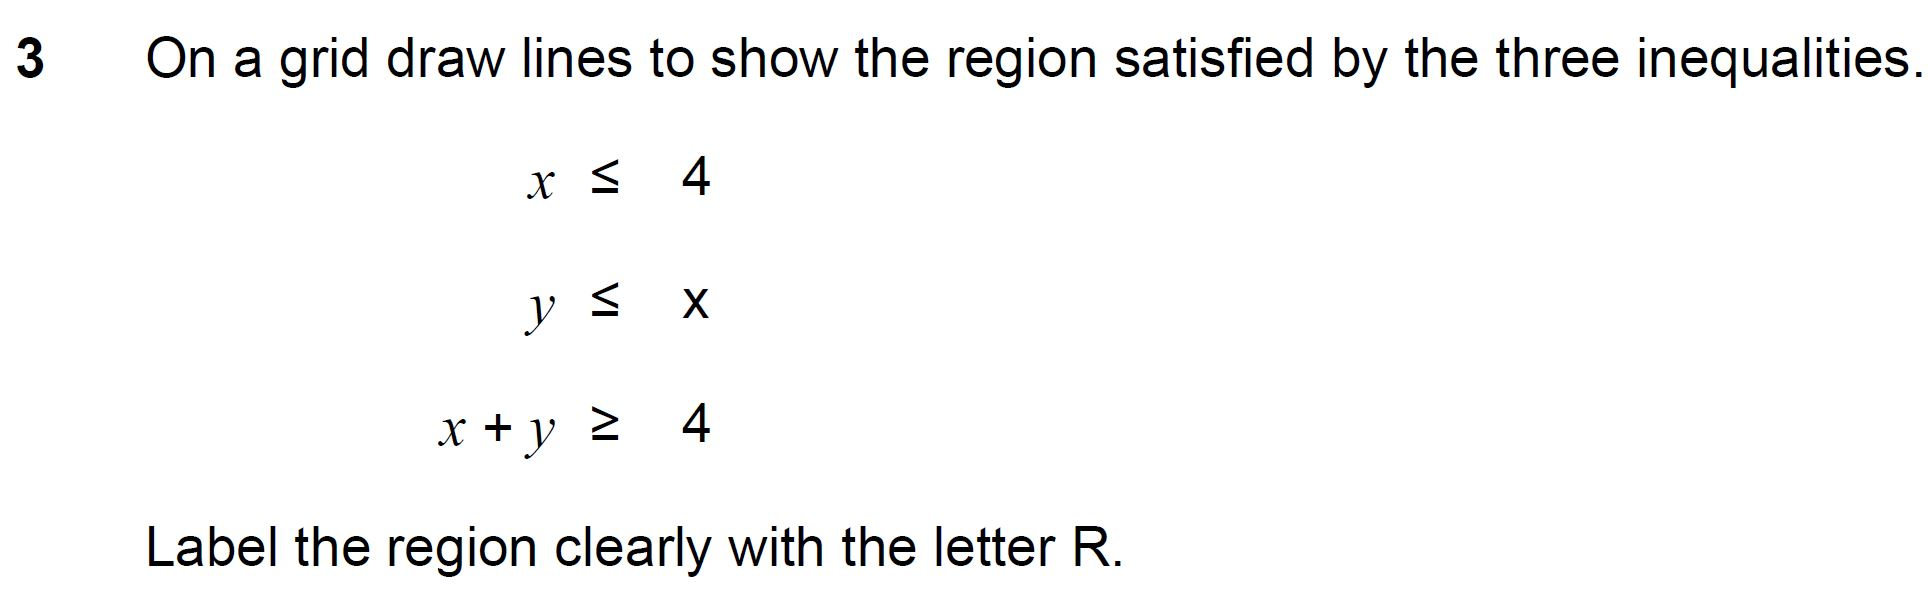 3 On a grid draw lines to show the region satisfied by the three inequalities.
x ≤ 4
y ≤ x
x + y ≥ 4
Label the region clearly with the letter R.